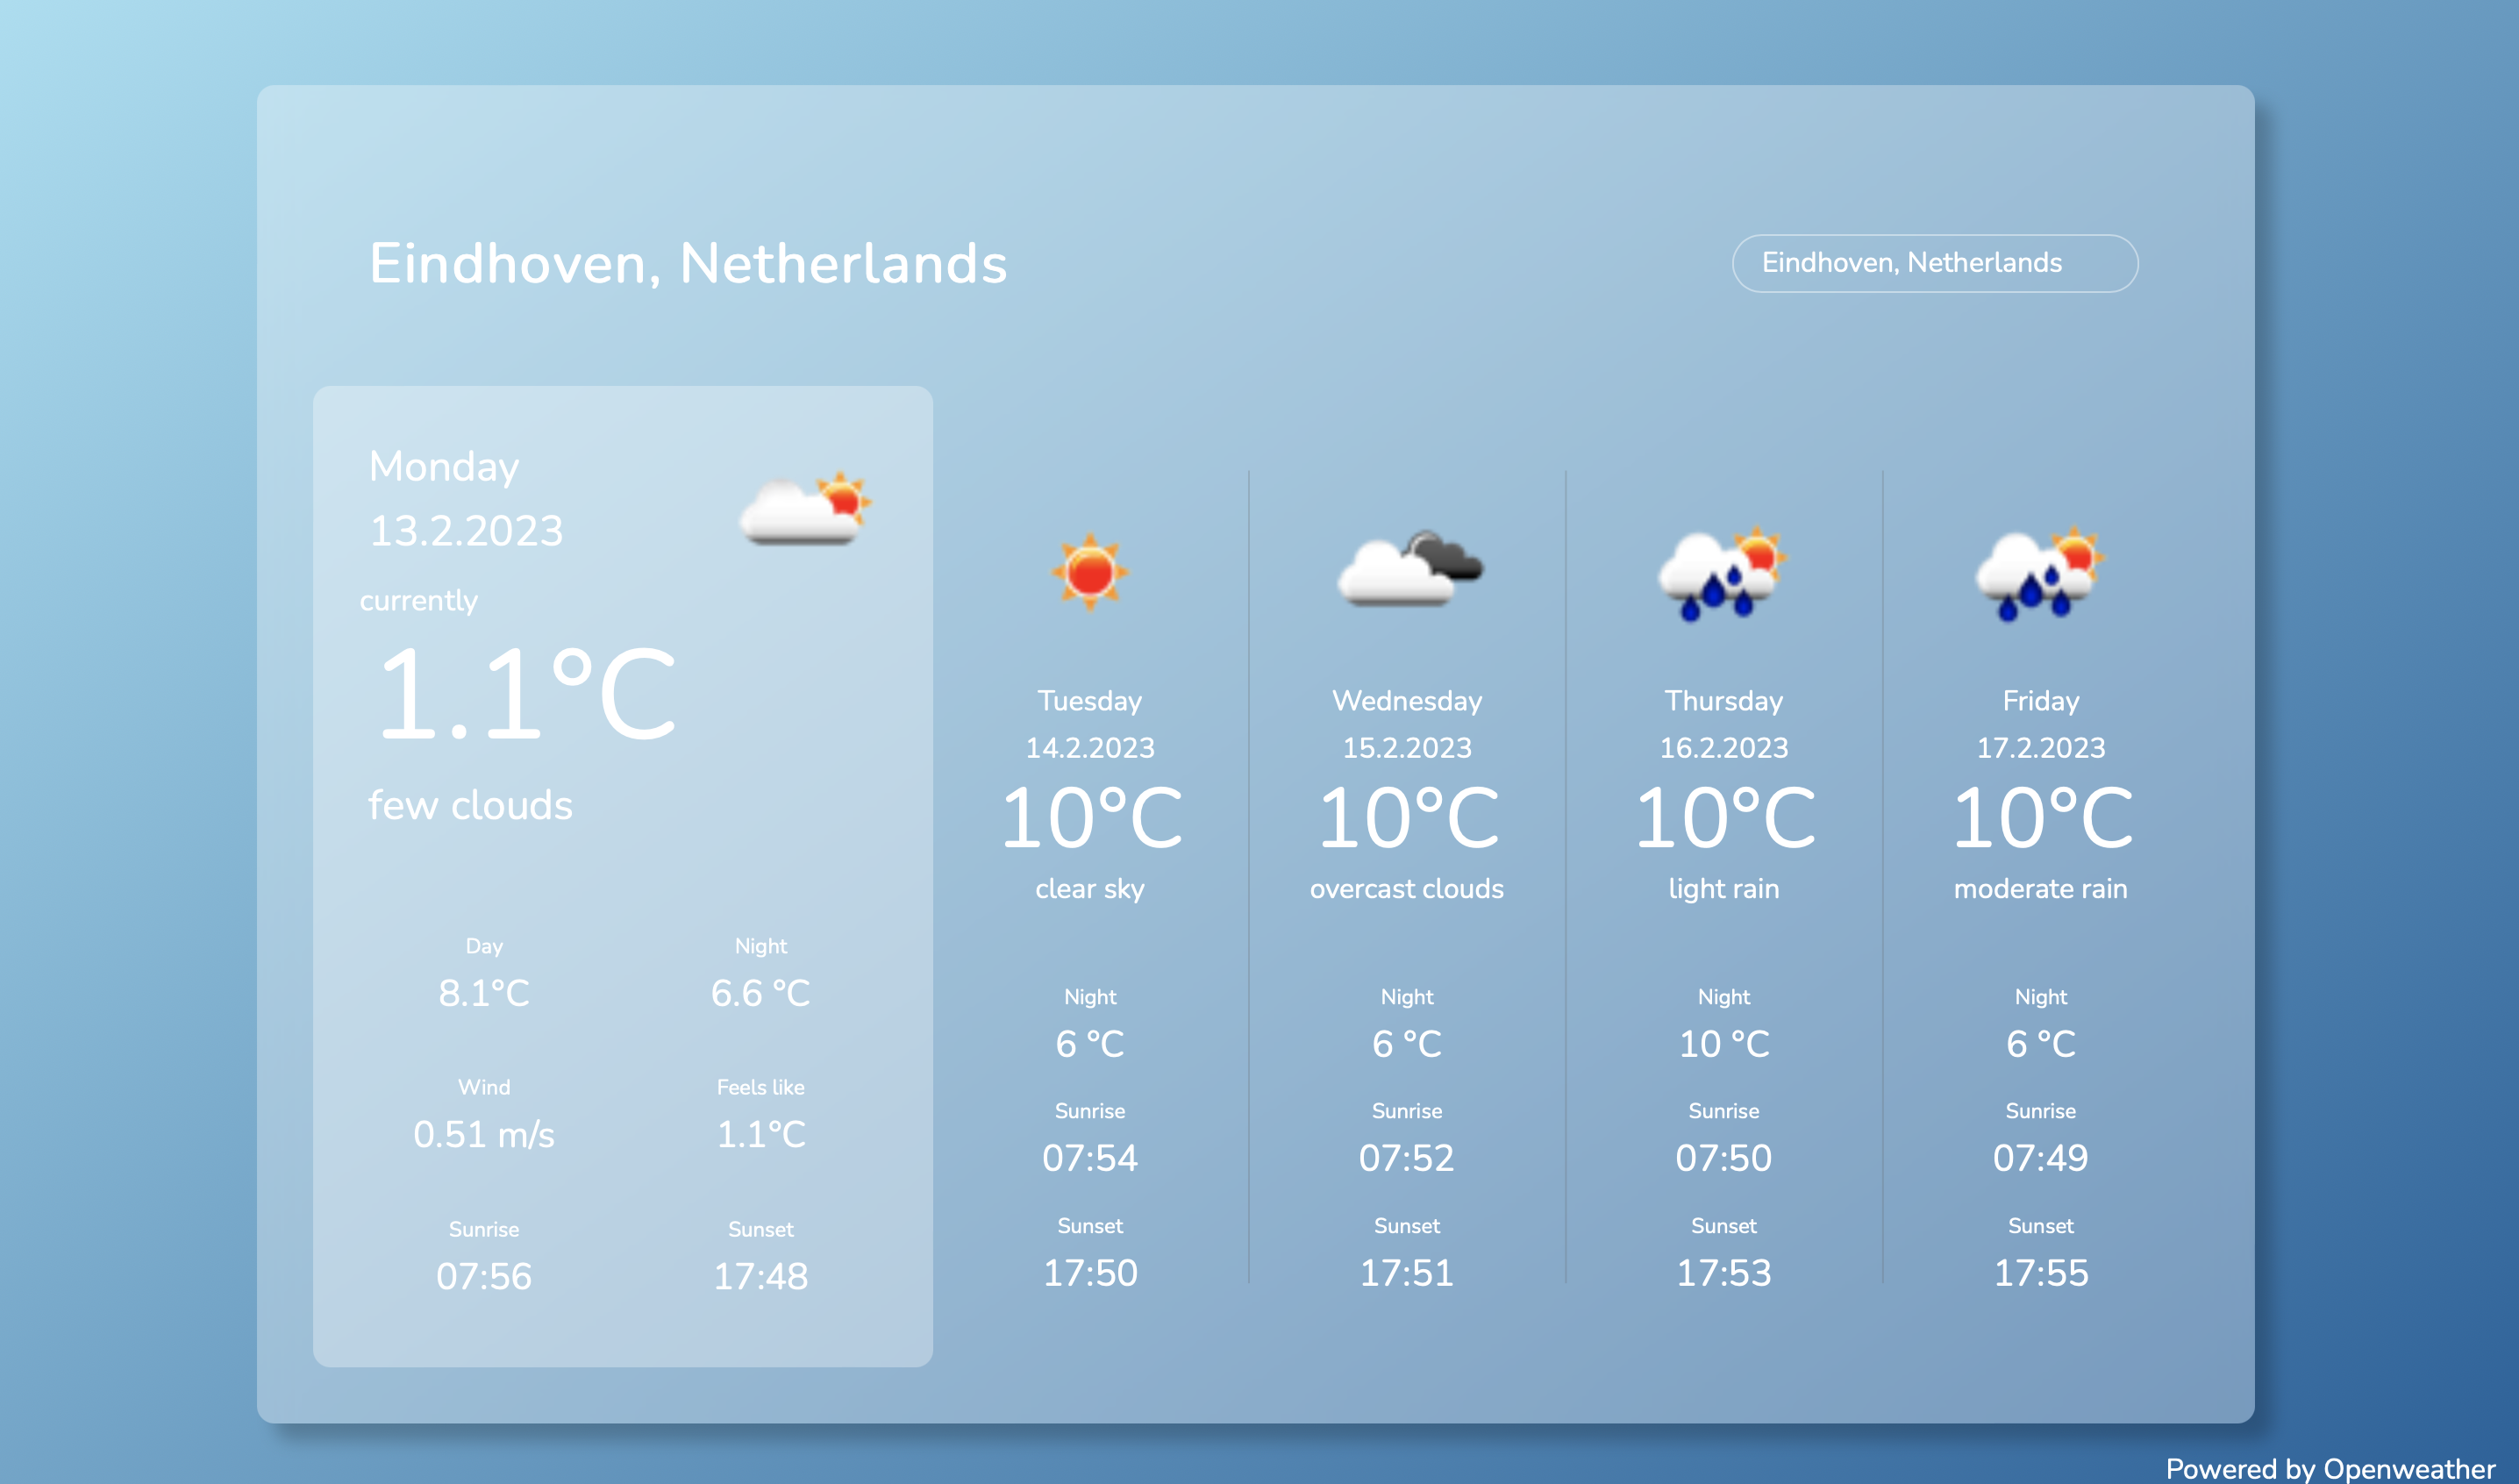 Eindhoven, Netherlands
Eindhoven, Netherlands
Monday
13.2.2023
currently
1.1°C
few clouds
Day
8.1°C
Night
6.6 °C
Wind
0.51 m/s
Feels like
1.1°C
Sunrise
07:56
Sunset
17:48
Tuesday
14.2.2023
10°C
clear sky
Night
6 °C
Sunrise
07:54
Sunset
17:50
Wednesday
15.2.2023
10°C
overcast clouds
Night
6 °C
Sunrise
07:52
Sunset
17:51
Thursday
16.2.2023
10°C
light rain
Night
10 °C
Sunrise
07:50
Sunset
17:53
Friday
17.2.2023
10°C
moderate rain
Night
6 °C
Sunrise
07:49
Sunset
17:55
Powered by Openweather